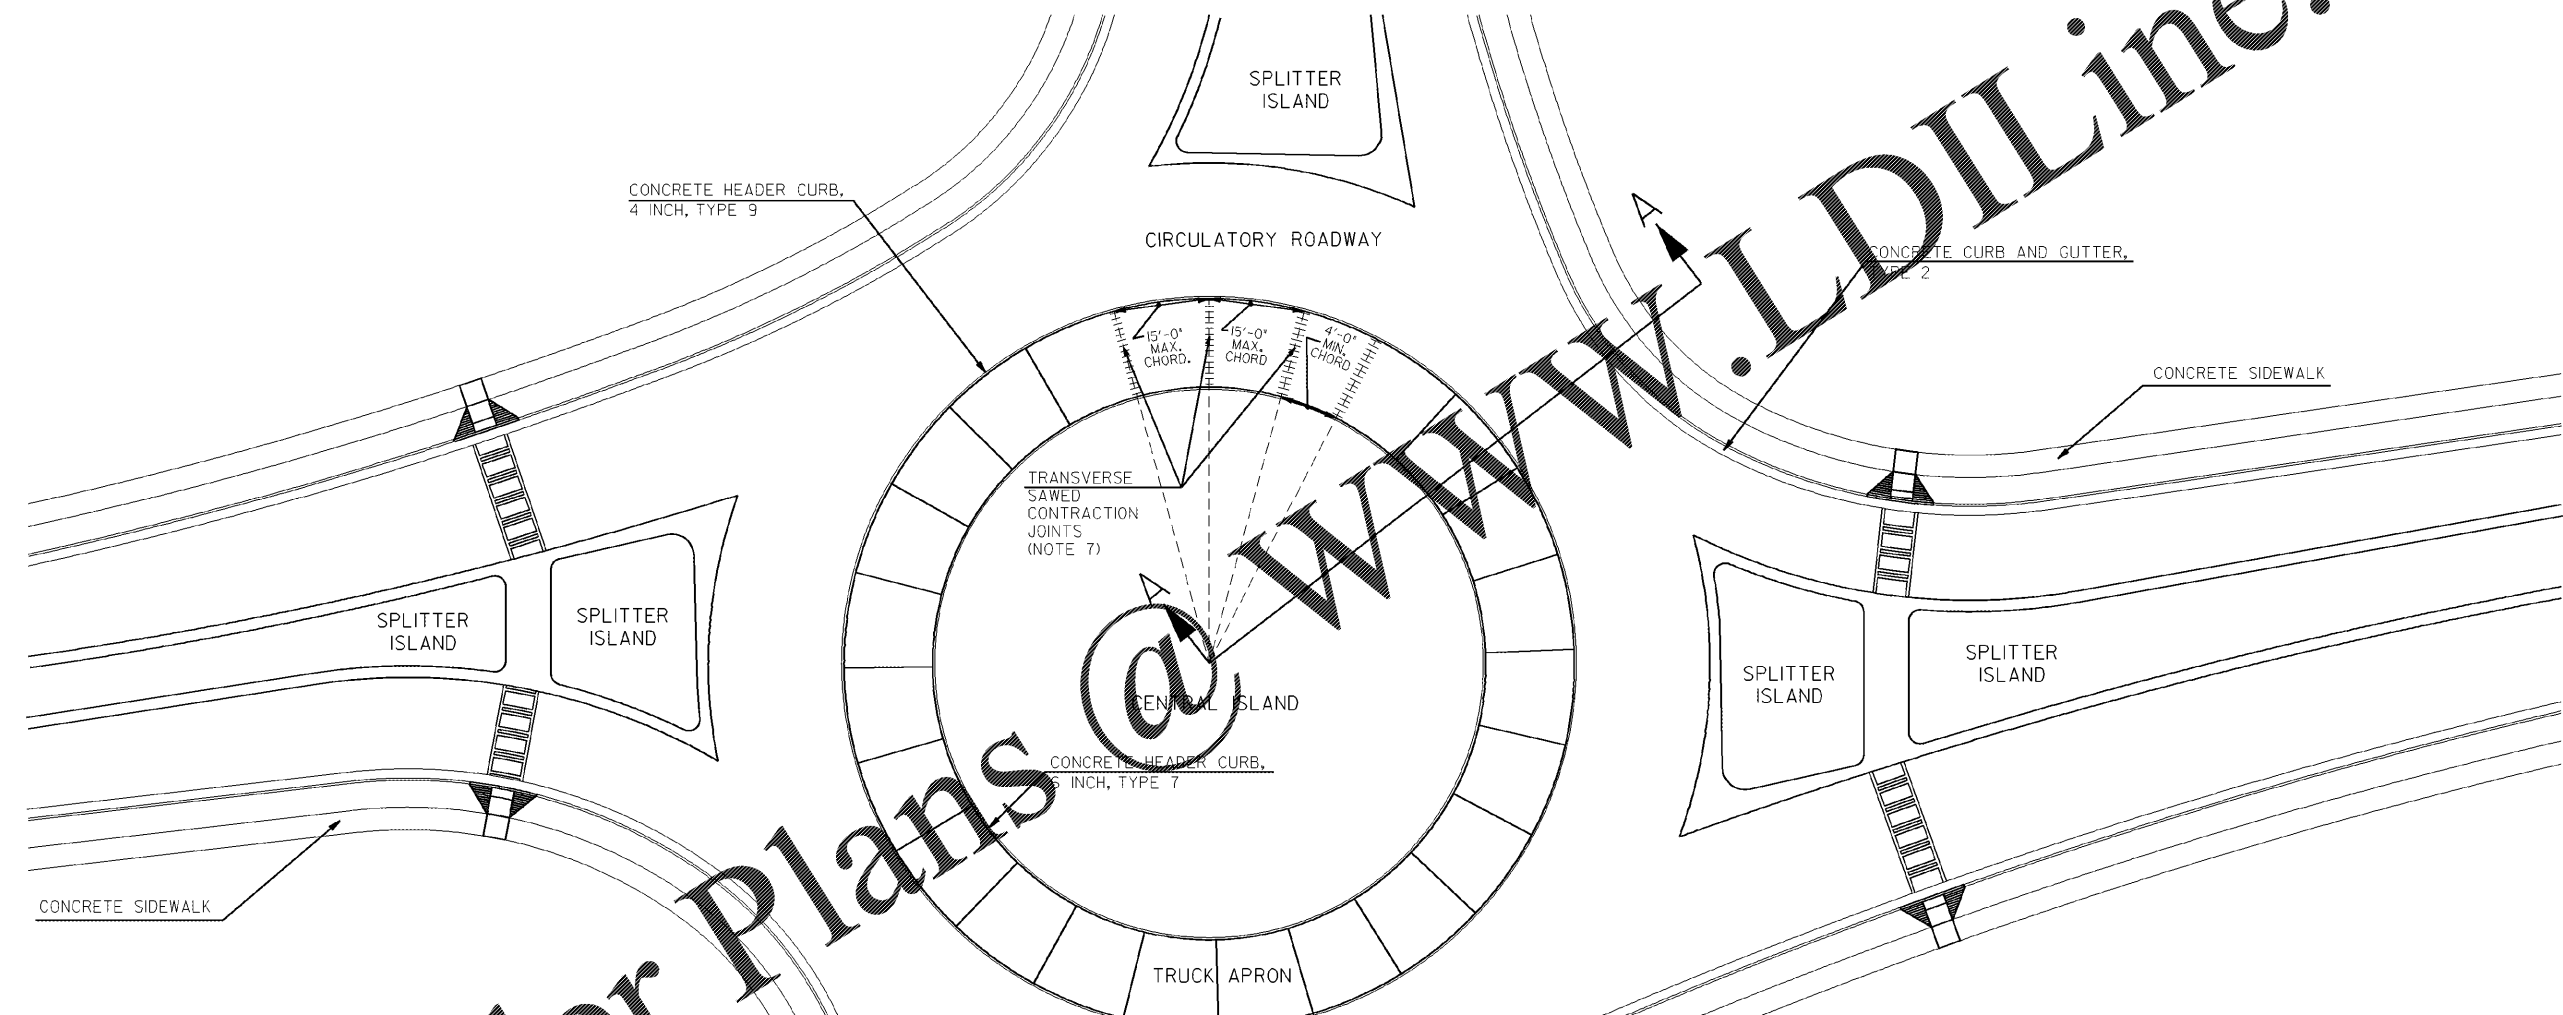 SPLITTER
ISLAND
CONCRETE HEADER CURB,
4 INCH, TYPE 9
CIRCULATORY ROADWAY
A
CONCRETE CURB AND GUTTER,
TYPE 2
15'-0"
MAX.
CHORD.
15'-0"
MAX.
CHORD
4'-0"
MIN.
CHORD
CONCRETE SIDEWALK
TRANSVERSE
SAWED
CONTRACTION
JOINTS
(NOTE 7)
A
SPLITTER
ISLAND
SPLITTER
ISLAND
SPLITTER
ISLAND
SPLITTER
ISLAND
CENTRAL ISLAND
CONCRETE HEADER CURB,
6 INCH, TYPE 7
CONCRETE SIDEWALK
TRUCK APRON
Plans @ www.LDILine.